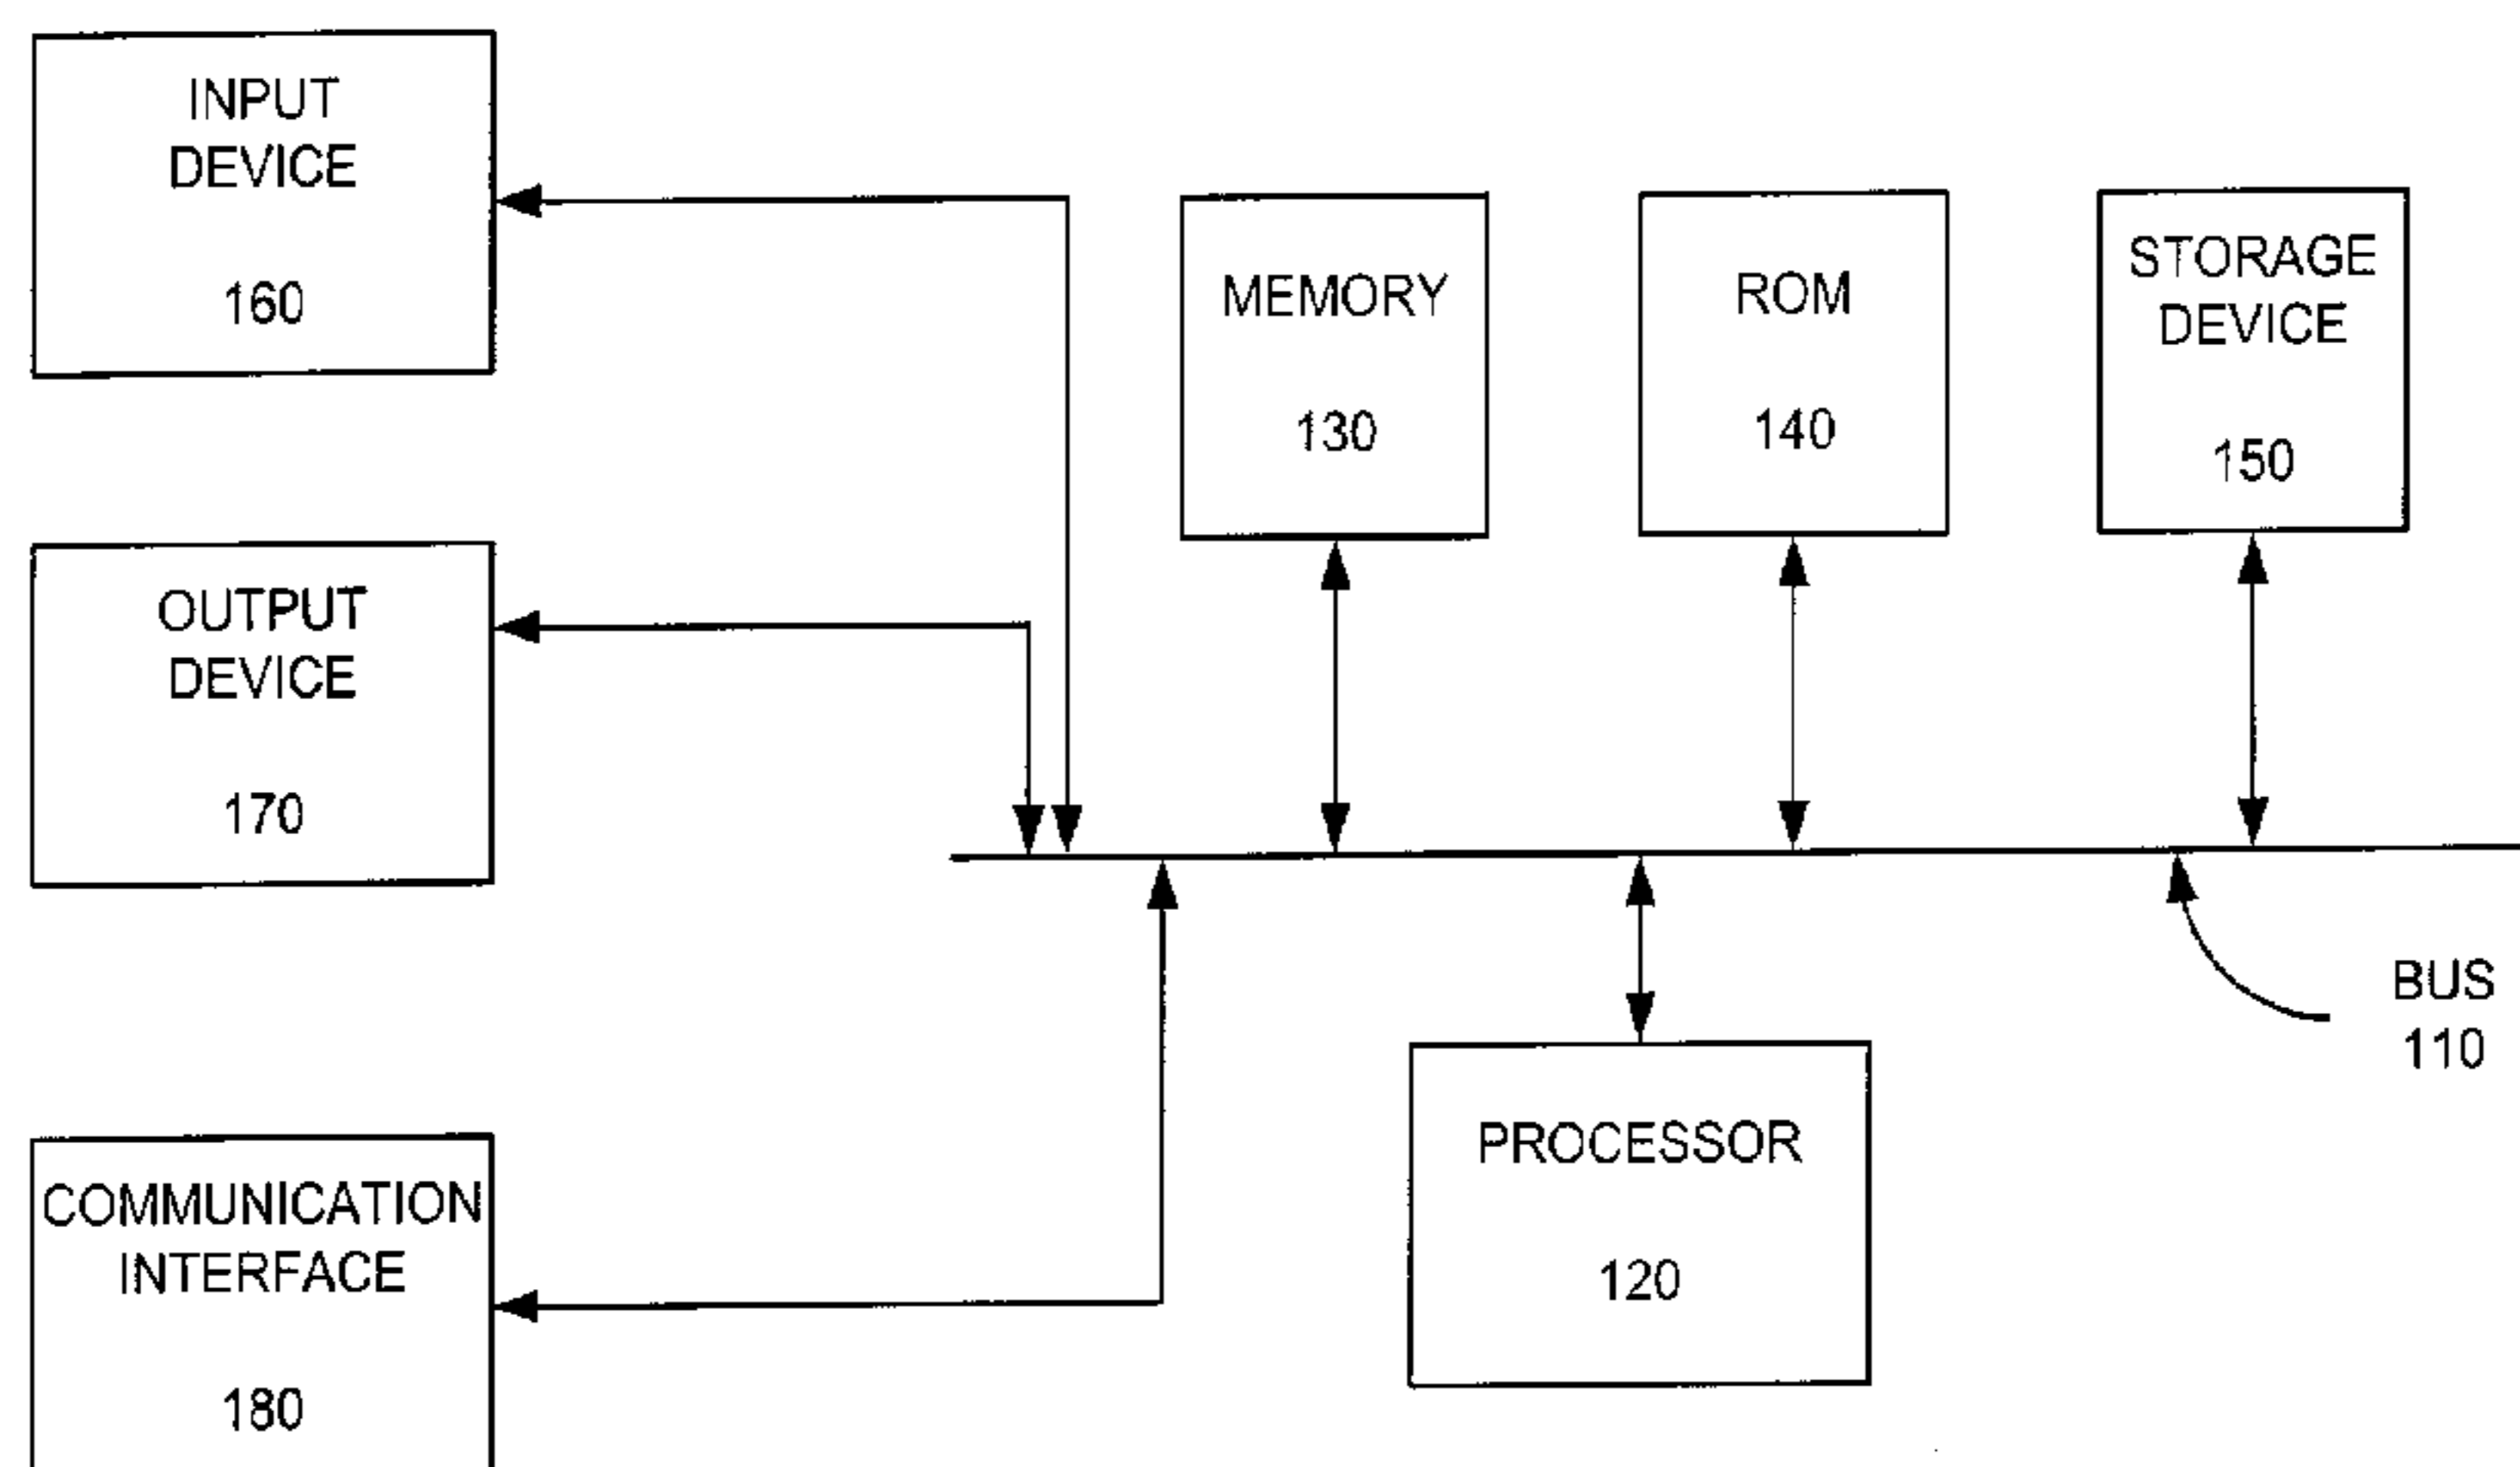 INPUT
DEVICE
160
MEMORY
130
ROM
140
STORAGE
DEVICE
150
OUTPUT
DEVICE
170
BUS
110
PROCESSOR
120
COMMUNICATION
INTERFACE
180